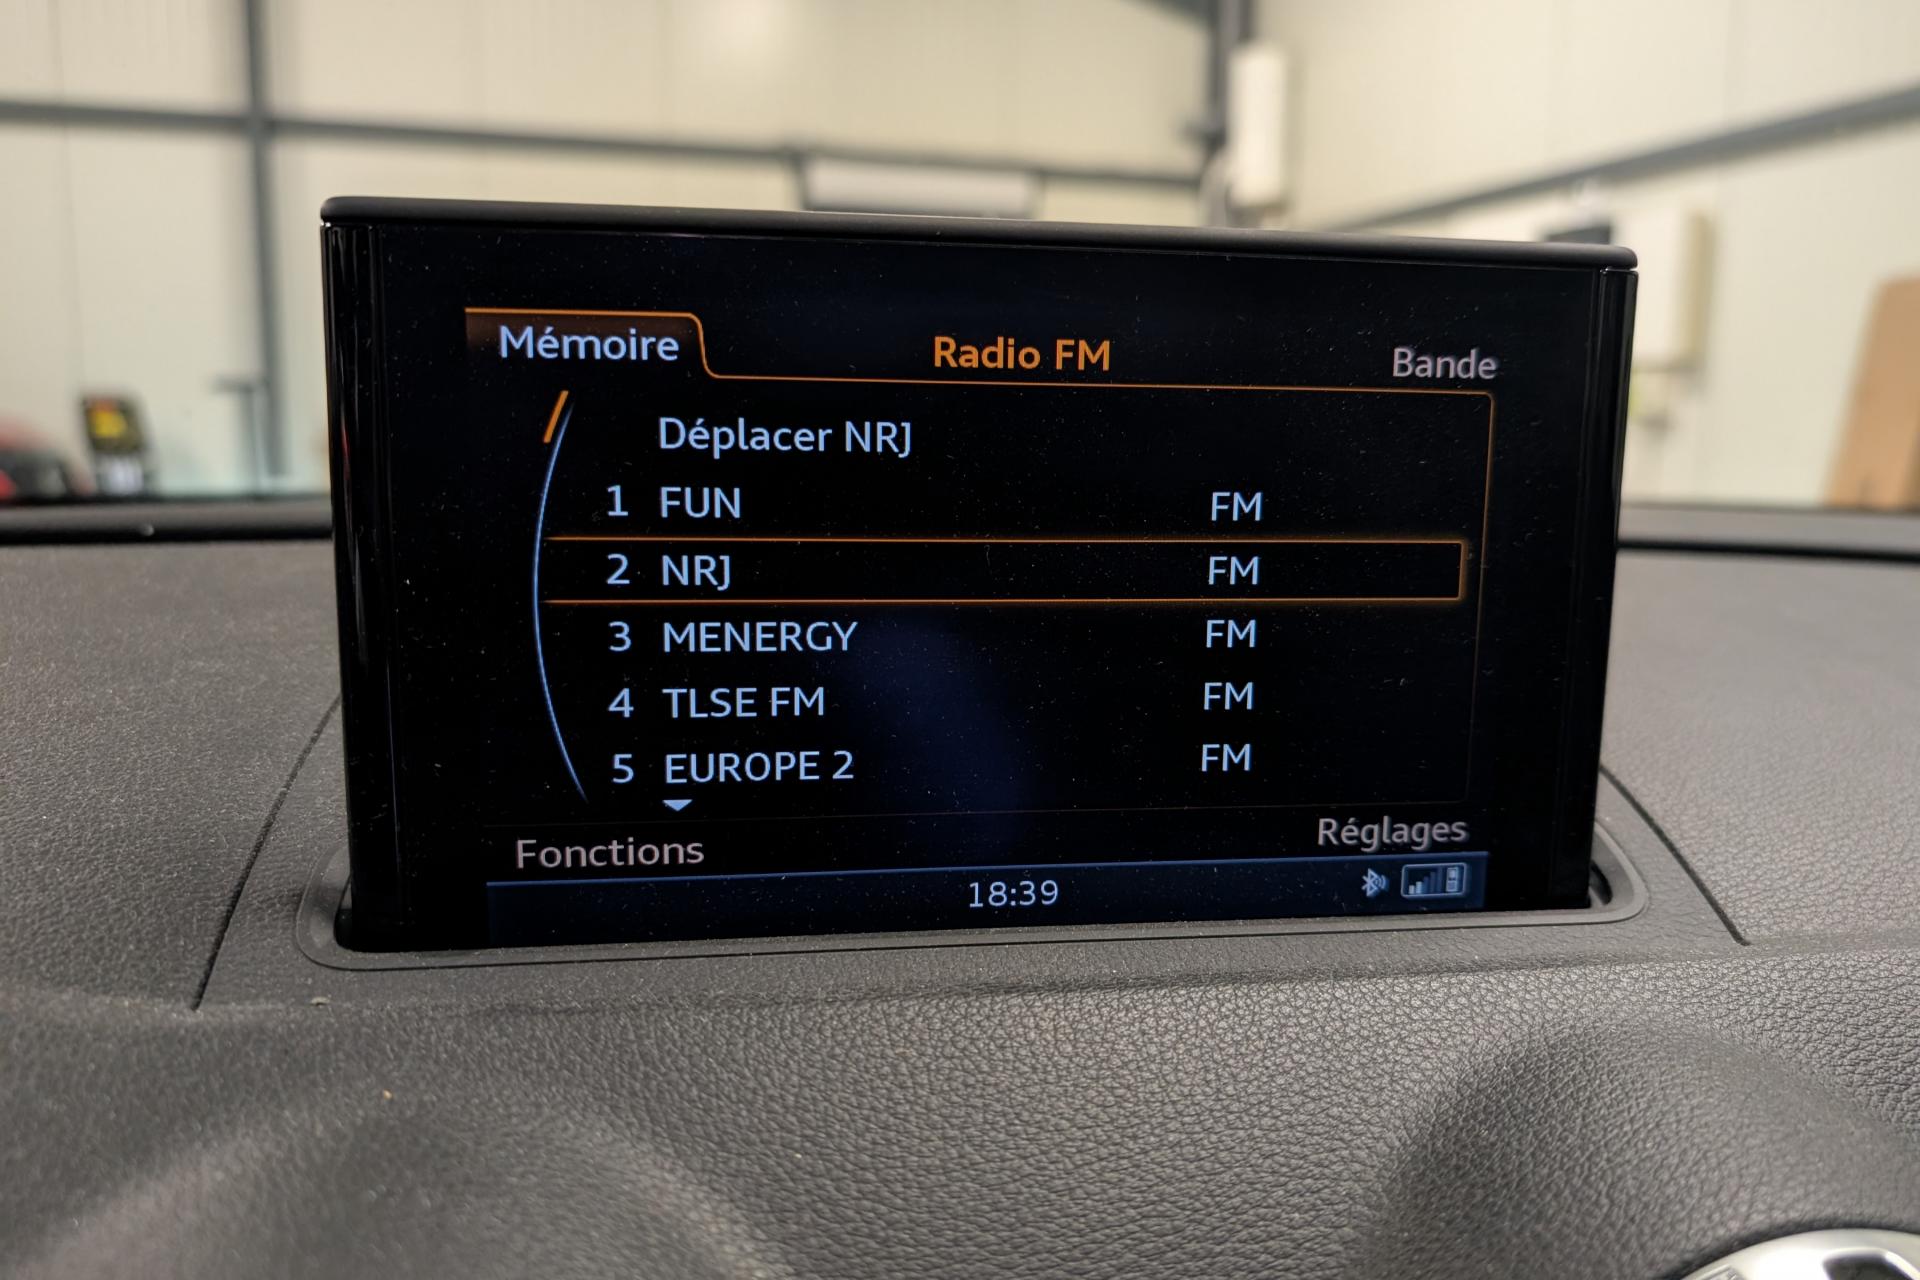 Mémoire Radio FM Bande
Déplacer NRJ
1 FUN FM
2 NRJ FM
3 MENERGY FM
4 TLSE FM FM
5 EUROPE 2 FM
Fonctions Réglages
18:39